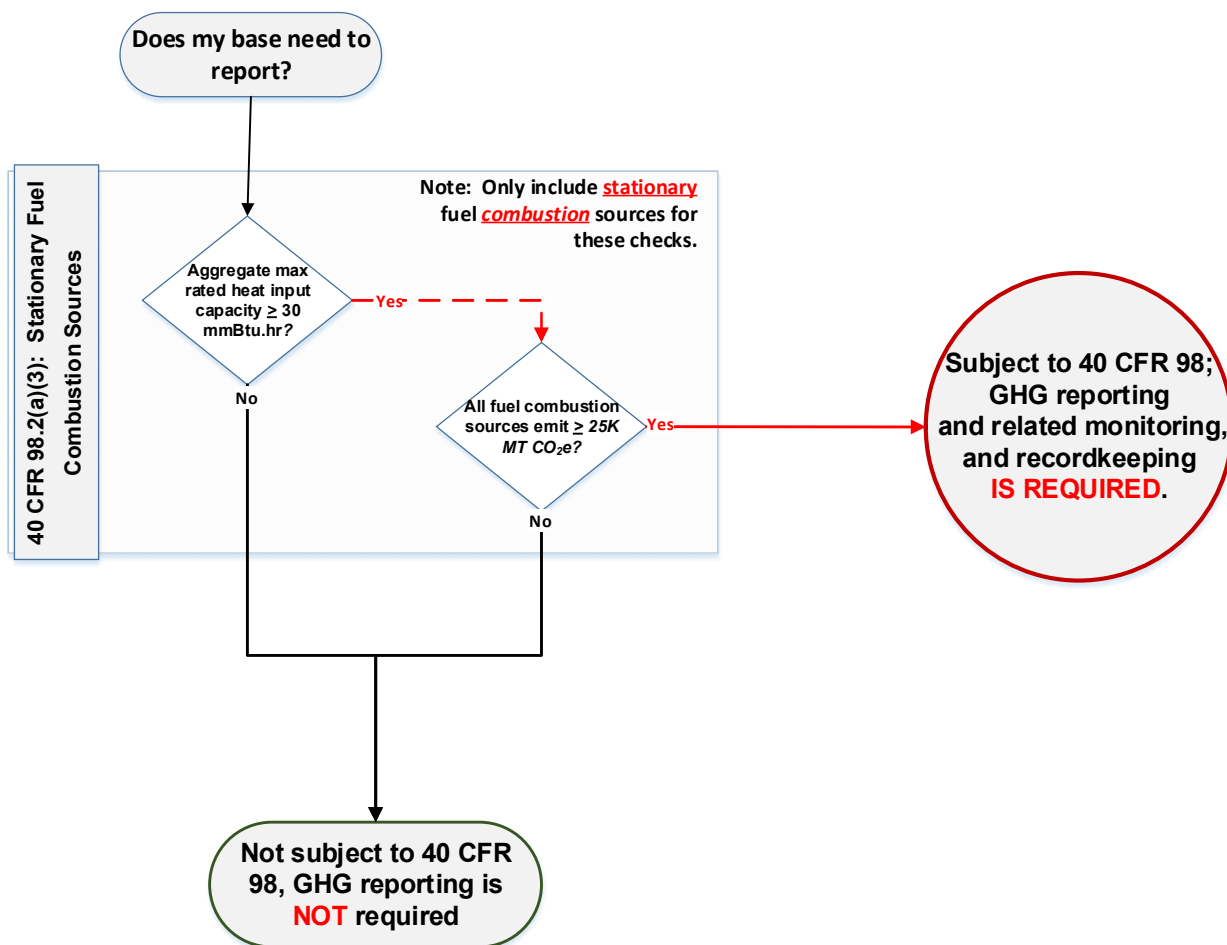 Does my base need to
report?
40 CFR 98.2(a)(3):  Stationary Fuel
Combustion Sources
Note:  Only include stationary
fuel combustion sources for
these checks.
Aggregate max
rated heat input
capacity ≥ 30
mmBtu.hr?
Yes
No
All fuel combustion
sources emit ≥ 25K
MT CO₂e?
Yes
No
Subject to 40 CFR 98;
GHG reporting
and related monitoring,
and recordkeeping
IS REQUIRED.
Not subject to 40 CFR
98, GHG reporting is
NOT required